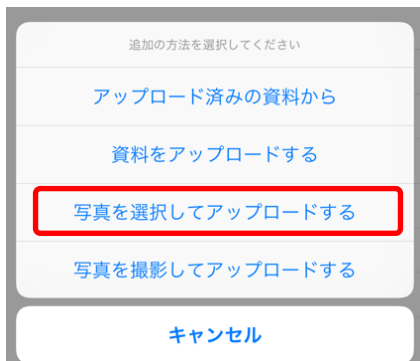 追加の方法を選択してください
アップロード済みの資料から
資料をアップロードする
写真を選択してアップロードする
写真を撮影してアップロードする
キャンセル